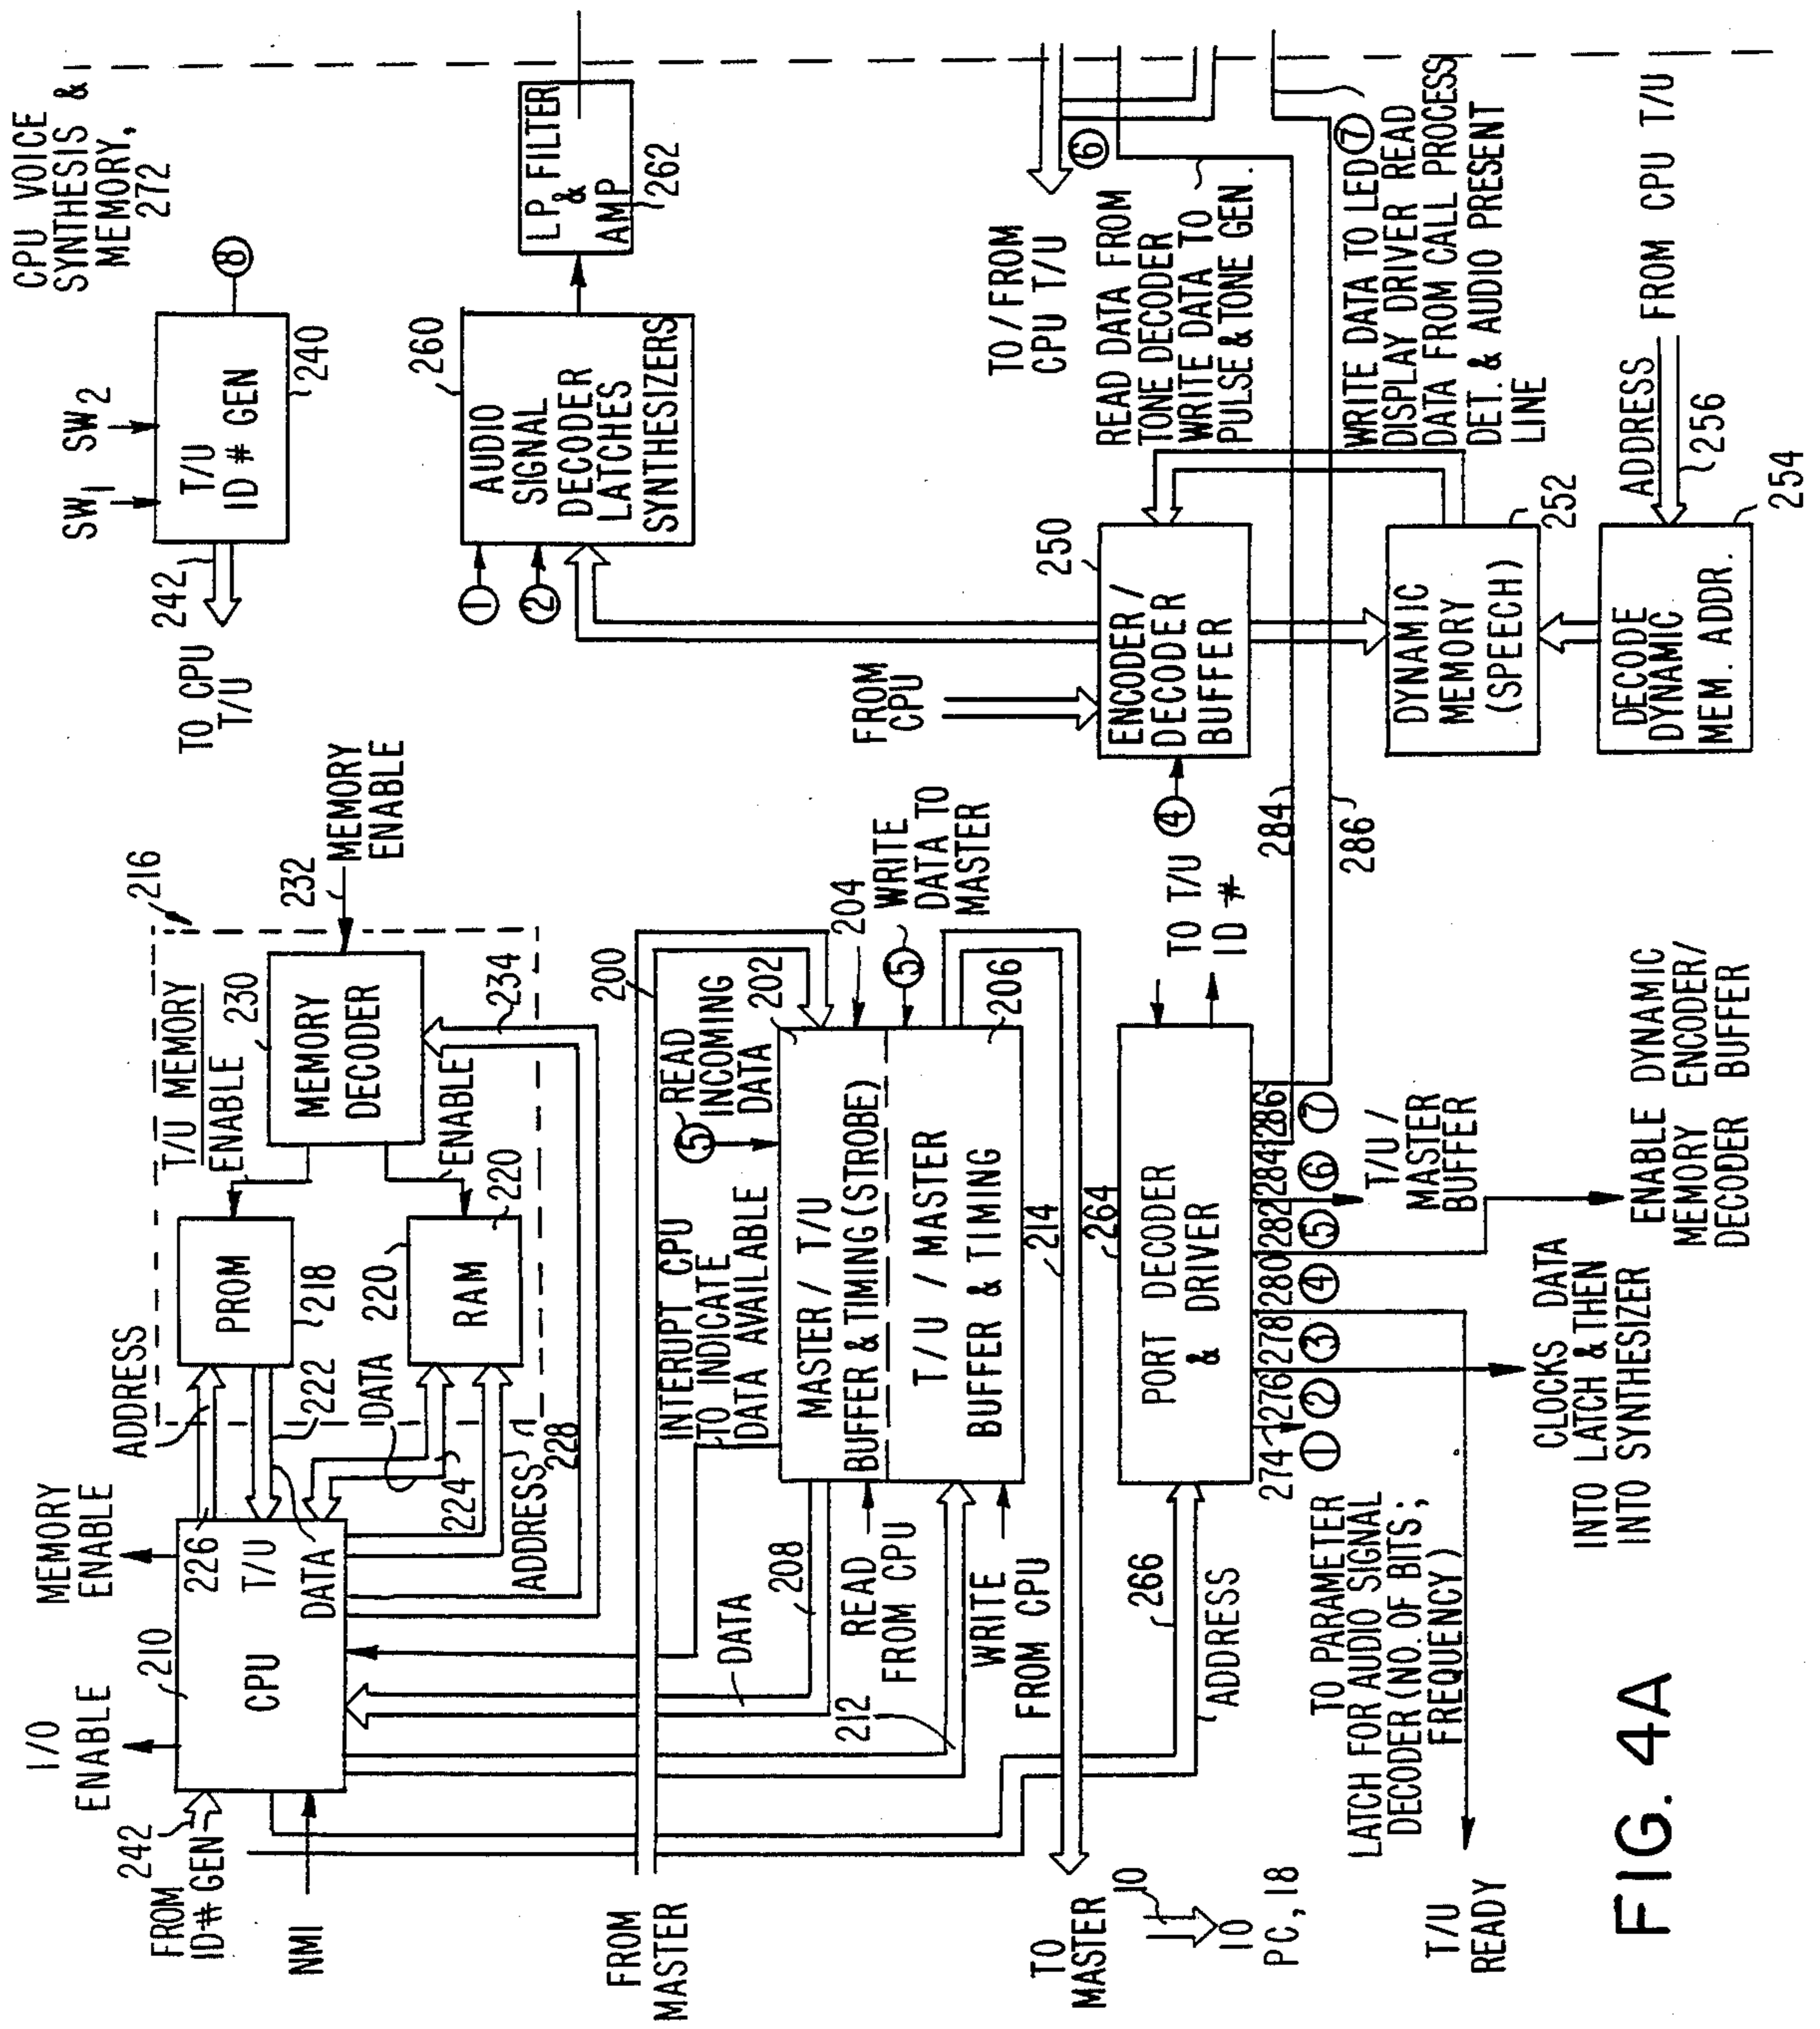 CPU VOICE
SYNTHESIS &
MEMORY,
272
I/O
ENABLE
MEMORY
ENABLE
FROM
ID# GEN
242
NMI
210
CPU
226
T/U
DATA
ADDRESS
222
DATA
224
ADDRESS
228
T/U MEMORY
216
PROM
218
220
RAM
220
ENABLE
ENABLE
230
MEMORY
DECODER
234
232
MEMORY
ENABLE
SW1
SW2
T/U
ID # GEN
240
8
242
TO CPU
T/U
1
2
260
AUDIO
SIGNAL
DECODER
LATCHES
SYNTHESIZERS
LP FILTER
&
AMP
262
FROM
MASTER
200
INTERUPT CPU
TO INDICATE
DATA AVAILABLE
5
READ
INCOMING
DATA
202
204
5
WRITE
DATA TO
MASTER
206
MASTER / T/U
BUFFER & TIMING (STROBE)
T/U / MASTER
BUFFER & TIMING
DATA
208
READ
FROM CPU
212
WRITE
FROM CPU
214
TO
MASTER
10
10
PC, 18
264
266
ADDRESS
PORT DECODER
&
DRIVER
TO T/U
ID #
274
276
278
280
282
284
286
1
2
3
4
5
6
7
T/U /
MASTER
BUFFER
ENABLE DYNAMIC
MEMORY ENCODER/
DECODER BUFFER
CLOCKS DATA
INTO LATCH & THEN
INTO SYNTHESIZER
TO PARAMETER
LATCH FOR AUDIO SIGNAL
DECODER (NO. OF BITS;
FREQUENCY)
T/U
READY
FROM
CPU
4
250
ENCODER/
DECODER
BUFFER
284
286
DYNAMIC
MEMORY
(SPEECH)
252
DECODE
DYNAMIC
MEM. ADDR.
254
ADDRESS
256
FROM CPU T/U
TO / FROM
CPU T/U
6
READ DATA FROM
TONE DECODER
WRITE DATA TO
PULSE & TONE GEN.
7
WRITE DATA TO LED
DISPLAY DRIVER READ
DATA FROM CALL PROCESS
DET. & AUDIO PRESENT
LINE
FIG. 4A